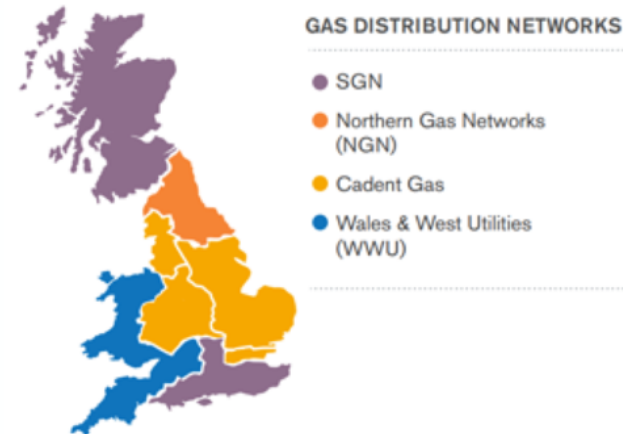 GAS DISTRIBUTION NETWORKS
SGN
Northern Gas Networks
(NGN)
Cadent Gas
Wales & West Utilities
(WWU)